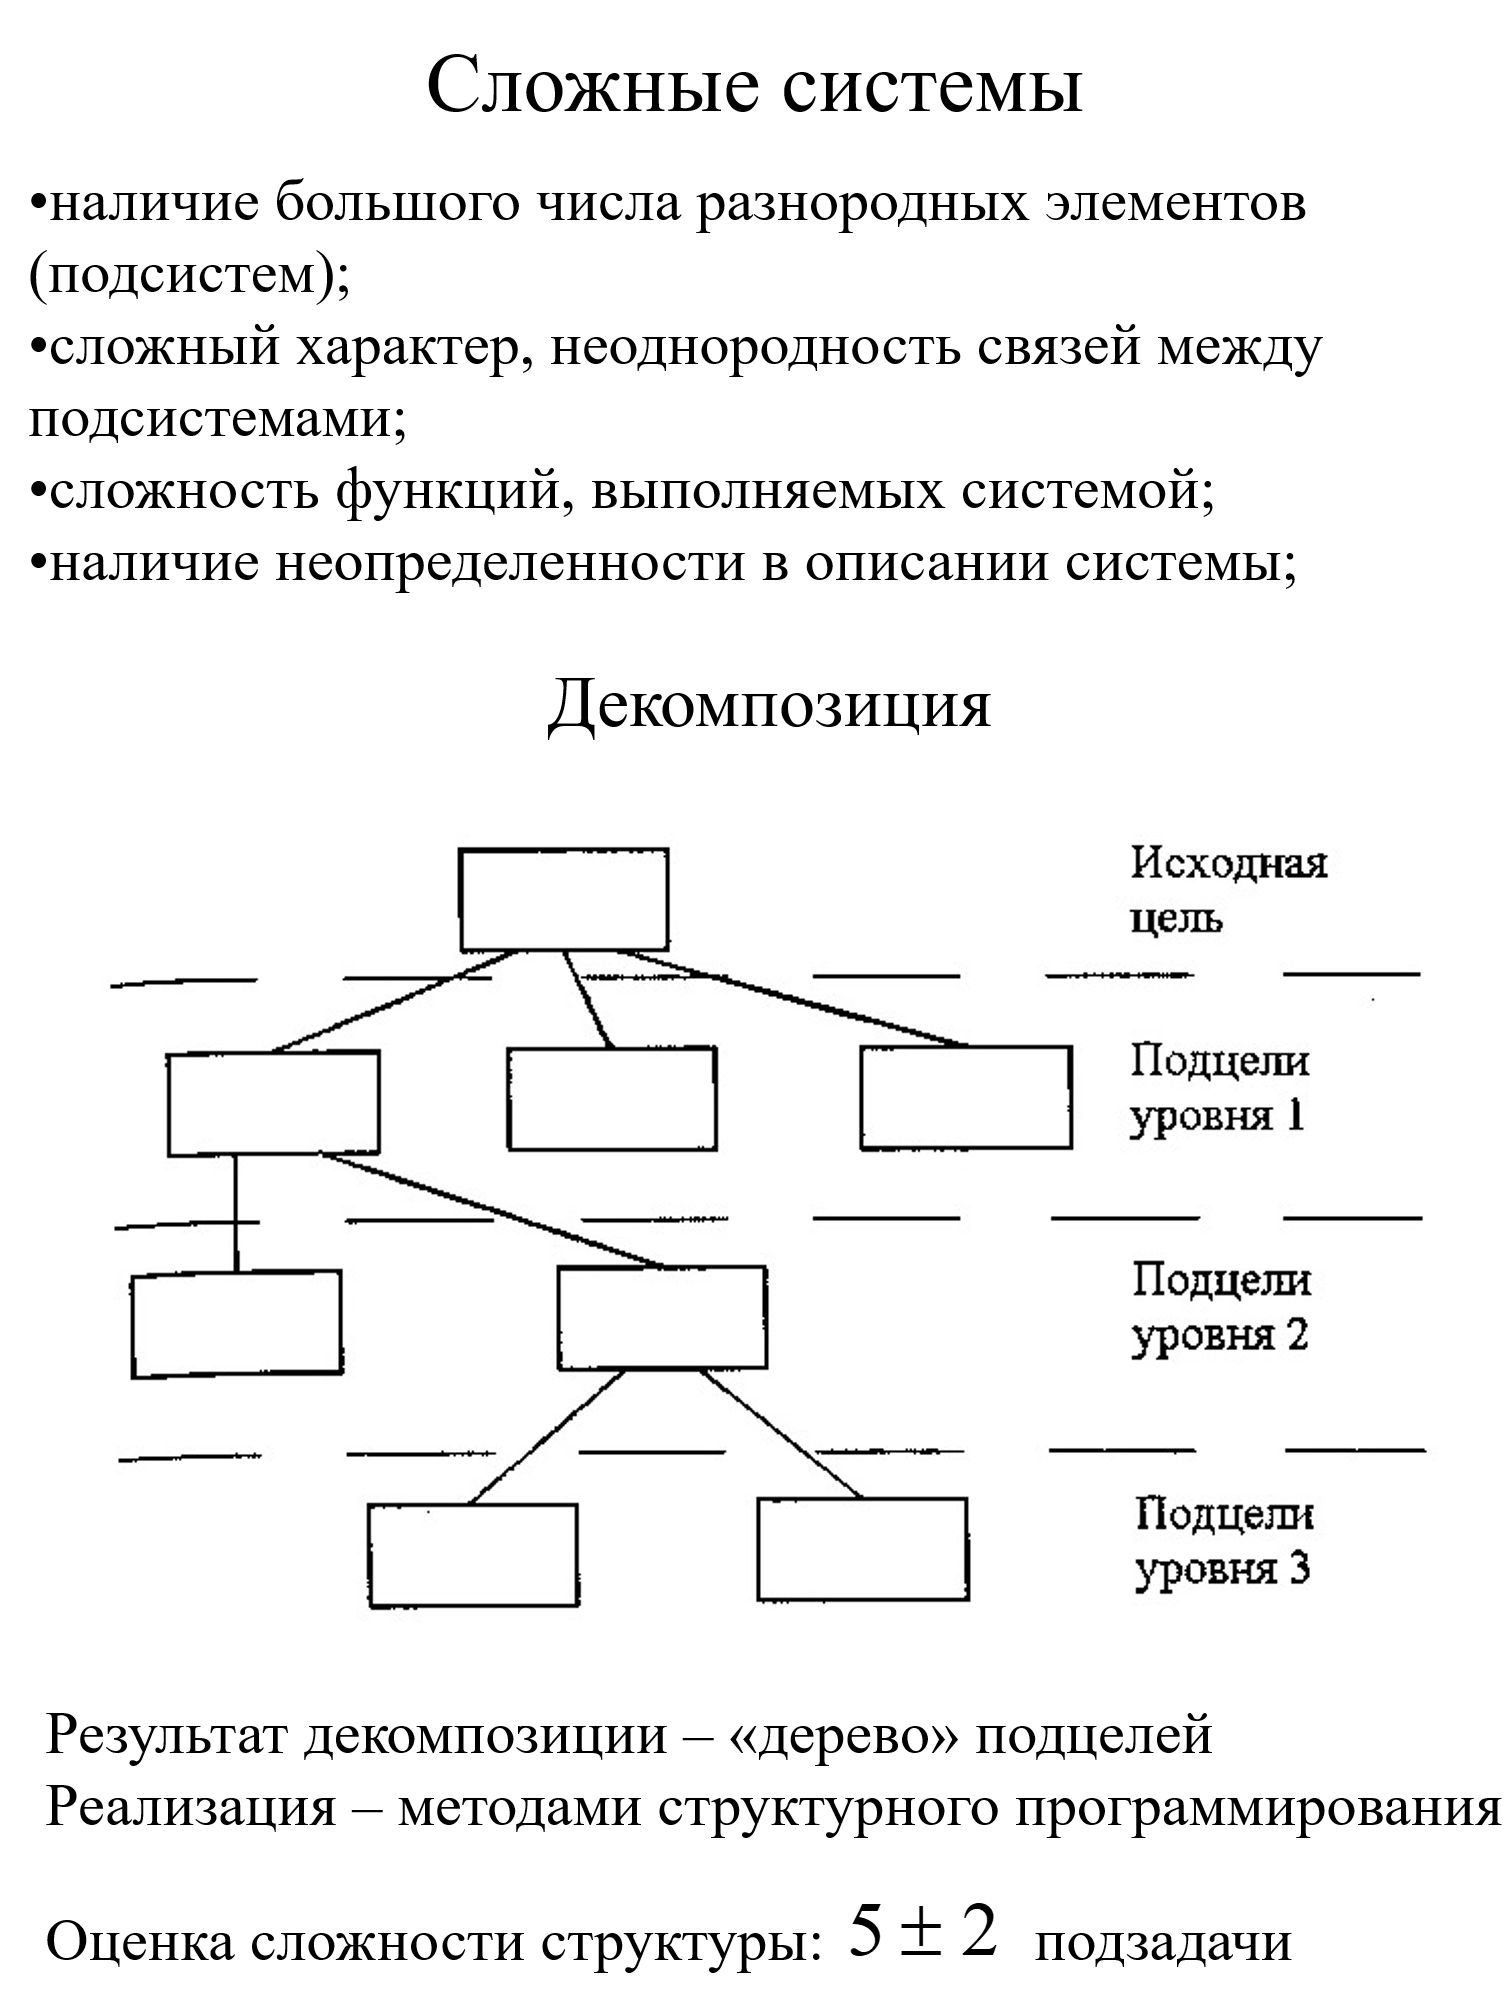 Сложные системы
•наличие большого числа разнородных элементов
(подсистем);
•сложный характер, неоднородность связей между
подсистемами;
•сложность функций, выполняемых системой;
•наличие неопределенности в описании системы;
Декомпозиция
Исходная
цель
Подцели
уровня 1
Подцели
уровня 2
Подцели
уровня 3
Результат декомпозиции – «дерево» подцелей
Реализация – методами структурного программирования
Оценка сложности структуры: 5 ± 2 подзадачи